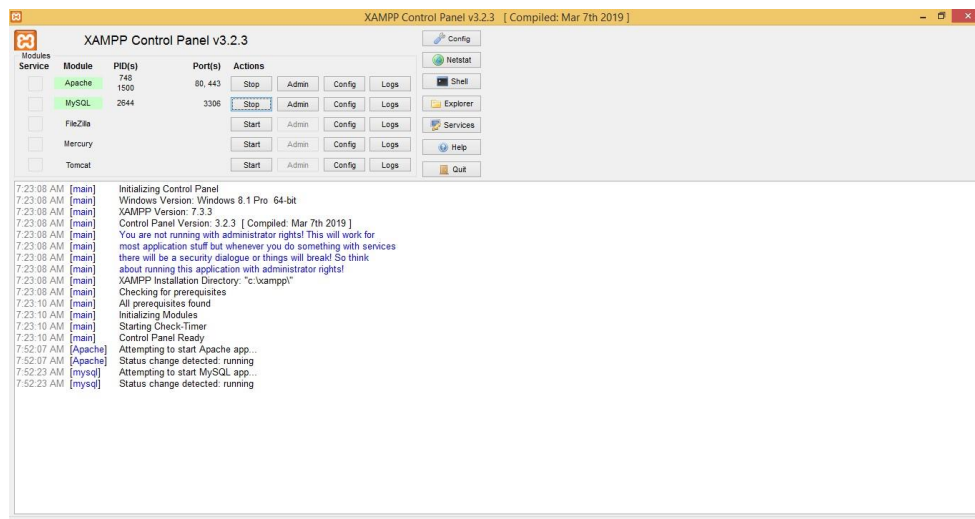 XAMPP Control Panel v3.2.3 [ Compiled: Mar 7th 2019 ]
XAMPP Control Panel v3.2.3
Config
Modules
Service Module PID(s) Port(s) Actions
Netstat
Apache 748 1500 80, 443 Stop Admin Config Logs
Shell
MySQL 2644 3306 Stop Admin Config Logs
Explorer
FileZilla Start Admin Config Logs
Services
Mercury Start Admin Config Logs
Help
Tomcat Start Admin Config Logs
Quit
7:23:08 AM [main] Initializing Control Panel
7:23:08 AM [main] Windows Version: Windows 8.1 Pro 64-bit
7:23:08 AM [main] XAMPP Version: 7.3.3
7:23:08 AM [main] Control Panel Version: 3.2.3 [ Compiled: Mar 7th 2019 ]
7:23:08 AM [main] You are not running with administrator rights! This will work for
7:23:08 AM [main] most application stuff but whenever you do something with services
7:23:08 AM [main] there will be a security dialogue or things will break! So think
7:23:08 AM [main] about running this application with administrator rights!
7:23:08 AM [main] XAMPP Installation Directory: "c:\xampp\"
7:23:08 AM [main] Checking for prerequisites
7:23:10 AM [main] All prerequisites found
7:23:10 AM [main] Initializing Modules
7:23:10 AM [main] Starting Check-Timer
7:23:10 AM [main] Control Panel Ready
7:52:07 AM [Apache] Attempting to start Apache app...
7:52:07 AM [Apache] Status change detected: running
7:52:23 AM [mysql] Attempting to start MySQL app...
7:52:23 AM [mysql] Status change detected: running